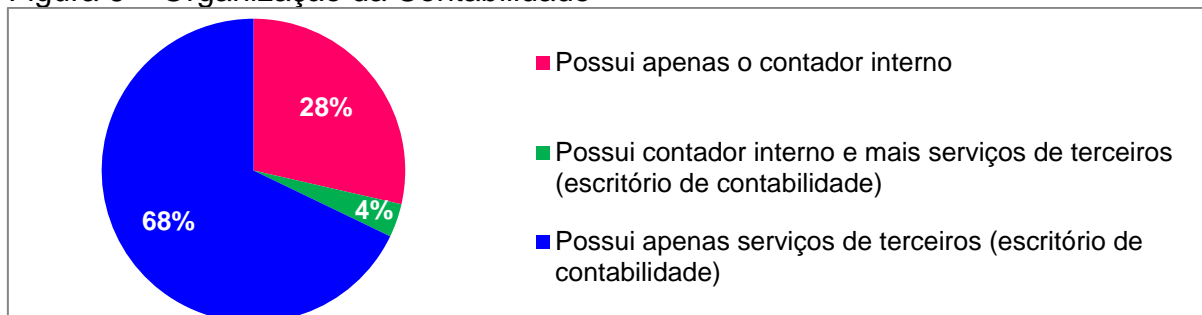 28%
4%
68%
Possui apenas o contador interno
Possui contador interno e mais serviços de terceiros
(escritório de contabilidade)
Possui apenas serviços de terceiros (escritório de
contabilidade)